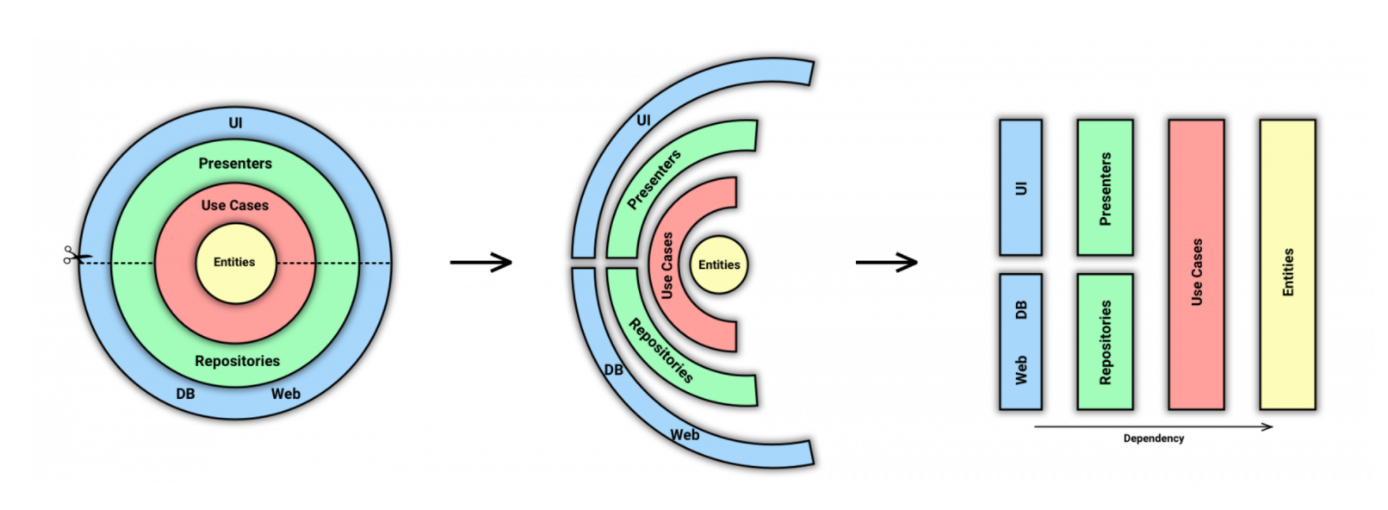 UI
Presenters
Use Cases
Entities
Repositories
DB
Web
UI
Presenters
Use Cases
Entities
Repositories
DB
Web
UI
Presenters
Use Cases
Entities
DB
Web
Repositories
Dependency